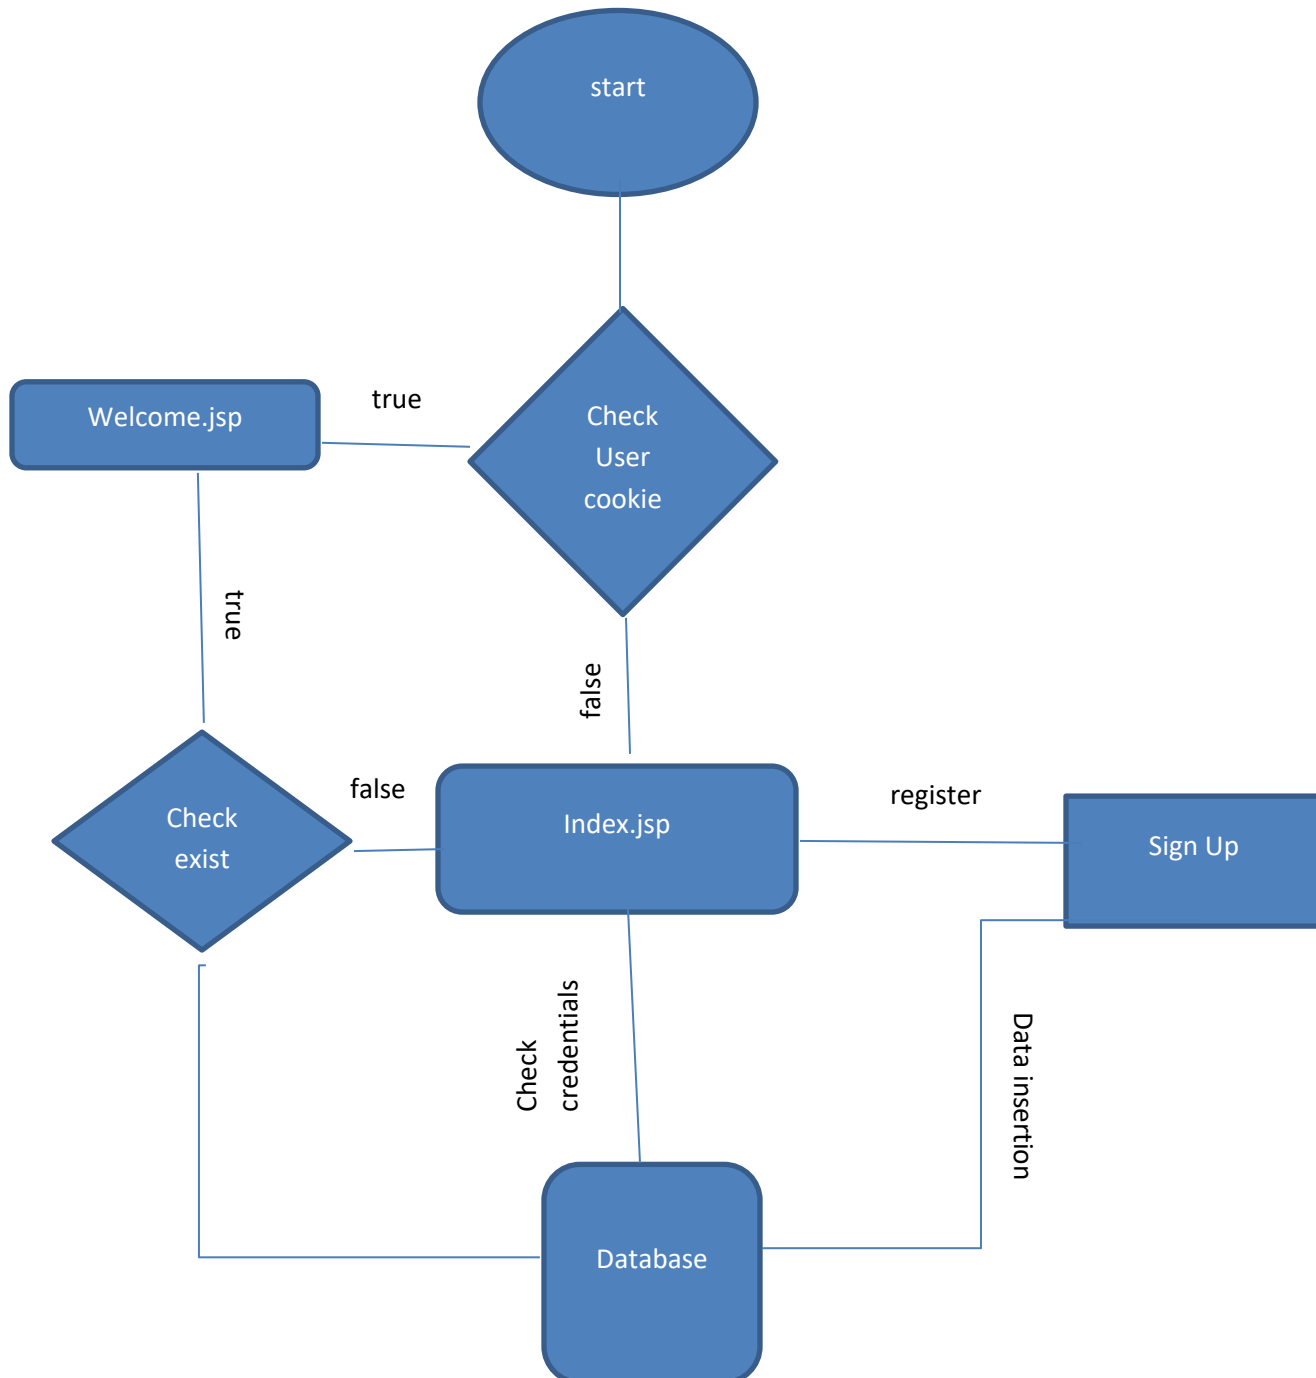 start
true
Welcome.jsp
Check
User
cookie
true
false
false
register
Check
exist
Index.jsp
Sign Up
Check
credentials
Data insertion
Database